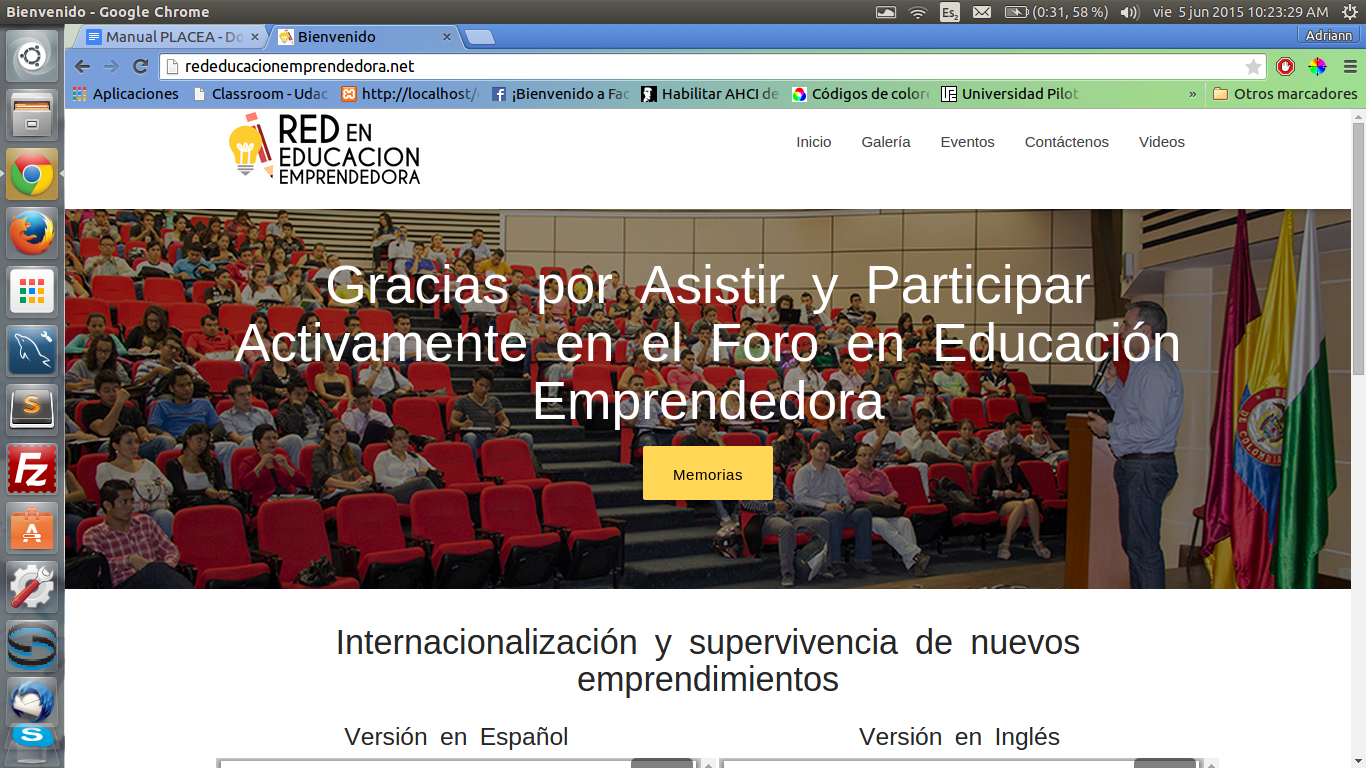 Bienvenido - Google Chrome
Es2
(0:31, 58 %)
vie 5 jun 2015 10:23:29 AM
Manual PLACEA - Do
Bienvenido
Adriann
rededucacionemprendedora.net
Aplicaciones
Classroom - Udac
http://localhost/
¡Bienvenido a Fac
Habilitar AHCI de
Códigos de colore
Universidad Pilot
»
Otros marcadores
RED EN
EDUCACION
EMPRENDEDORA
Inicio
Galería
Eventos
Contáctenos
Videos
Gracias por Asistir y Participar
Activamente en el Foro en Educación
Emprendedora
Memorias
Internacionalización y supervivencia de nuevos
emprendimientos
Versión en Español
Versión en Inglés